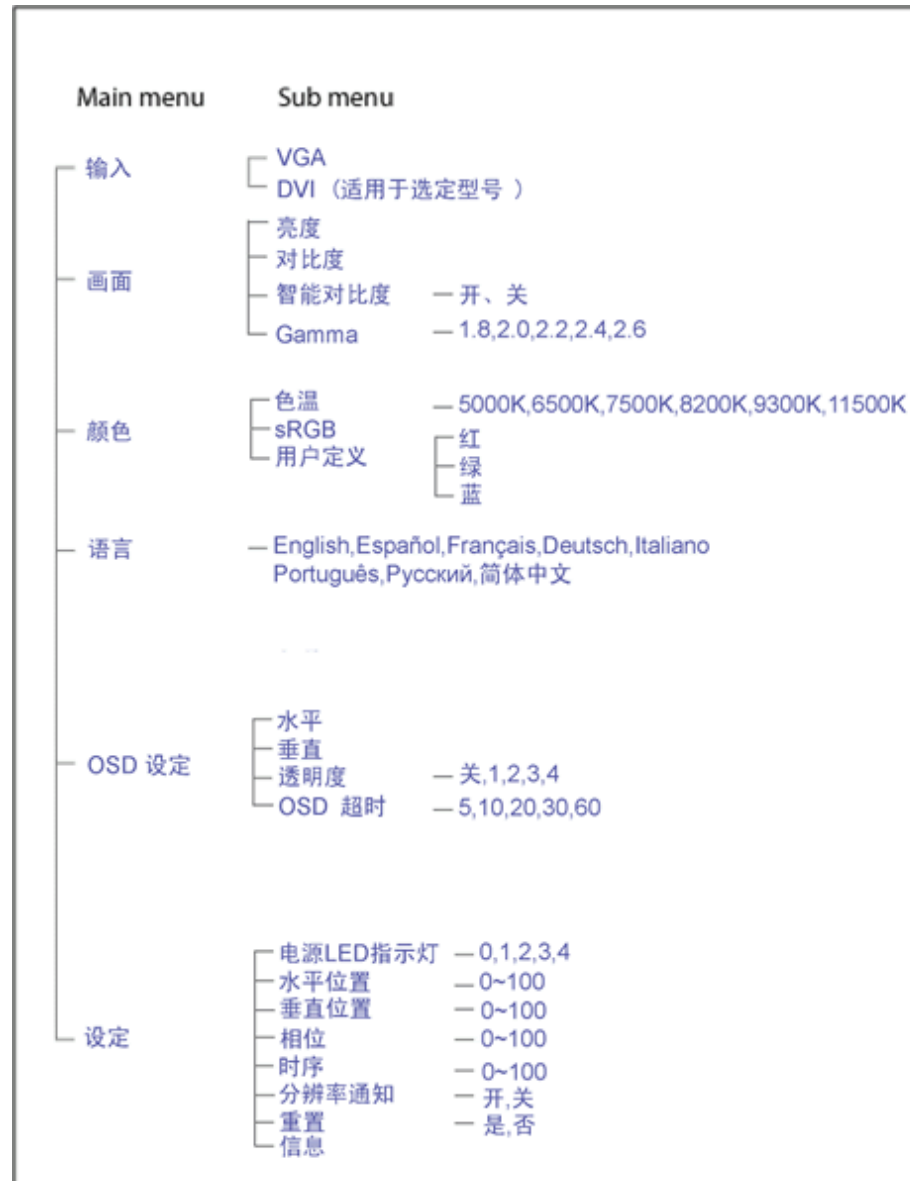 Main menu Sub menu
输入 VGA
DVI (适用于选定型号 )
画面 亮度
对比度
智能对比度 开、关
Gamma 1.8,2.0,2.2,2.4,2.6
颜色 色温 5000K,6500K,7500K,8200K,9300K,11500K
sRGB 红
用户定义 绿
蓝
语言 English,Español,Français,Deutsch,Italiano
Português,Русский,简体中文
OSD 设定 水平
垂直
透明度 关,1,2,3,4
OSD 超时 5,10,20,30,60
设定 电源LED指示灯 0,1,2,3,4
水平位置 0~100
垂直位置 0~100
相位 0~100
时序 0~100
分辨率通知 开,关
重置 是,否
信息